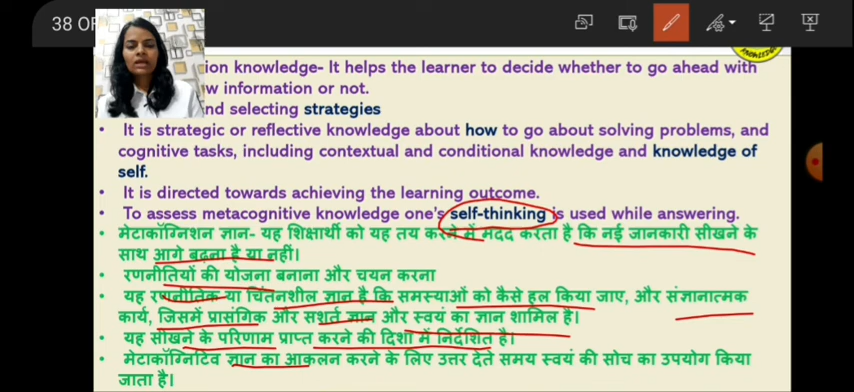 38 OF
KNOWLEDGE
ion knowledge- It helps the learner to decide whether to go ahead with
w information or not.
nd selecting strategies
• It is strategic or reflective knowledge about how to go about solving problems, and
cognitive tasks, including contextual and conditional knowledge and knowledge of
self.
• It is directed towards achieving the learning outcome.
• To assess metacognitive knowledge one's self-thinking is used while answering.
• मेटाकॉग्निशन ज्ञान- यह शिक्षार्थी को यह तय करने में मदद करता है कि नई जानकारी सीखने के
साथ आगे बढ़ना है या नहीं।
• रणनीतियों की योजना बनाना और चयन करना
• यह रणनीतिक या चिंतनशील ज्ञान है कि समस्याओं को कैसे हल किया जाए, और संज्ञानात्मक
कार्य, जिसमें प्रासंगिक और सशर्त ज्ञान और स्वयं का ज्ञान शामिल है।
• यह सीखने के परिणाम प्राप्त करने की दिशा में निर्देशित है।
• मेटाकॉग्निटिव ज्ञान का आकलन करने के लिए उत्तर देते समय स्वयं की सोच का उपयोग किया
जाता है।